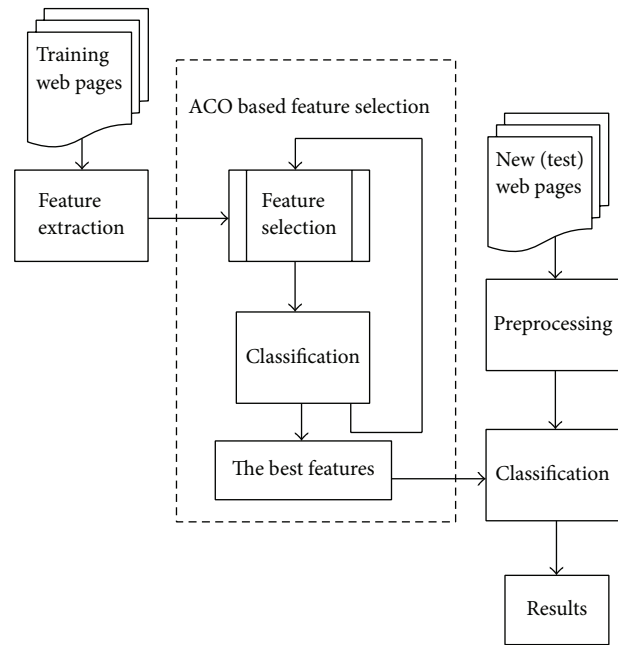 Training
web pages
ACO based feature selection
Feature
extraction
Feature
selection
Classification
The best features
New (test)
web pages
Preprocessing
Classification
Results